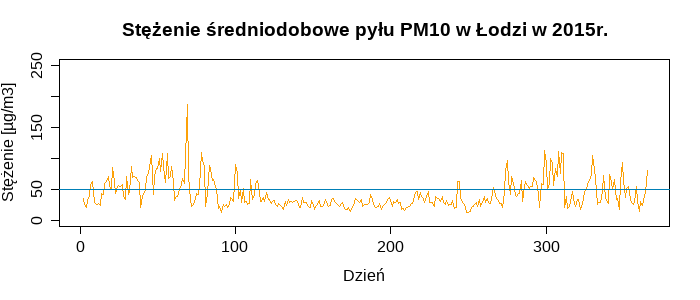 Stężenie średniodobowe pyłu PM10 w Łodzi w 2015r.
Stężenie [µg/m3]
250
150
50
0
0 100 200 300
Dzień